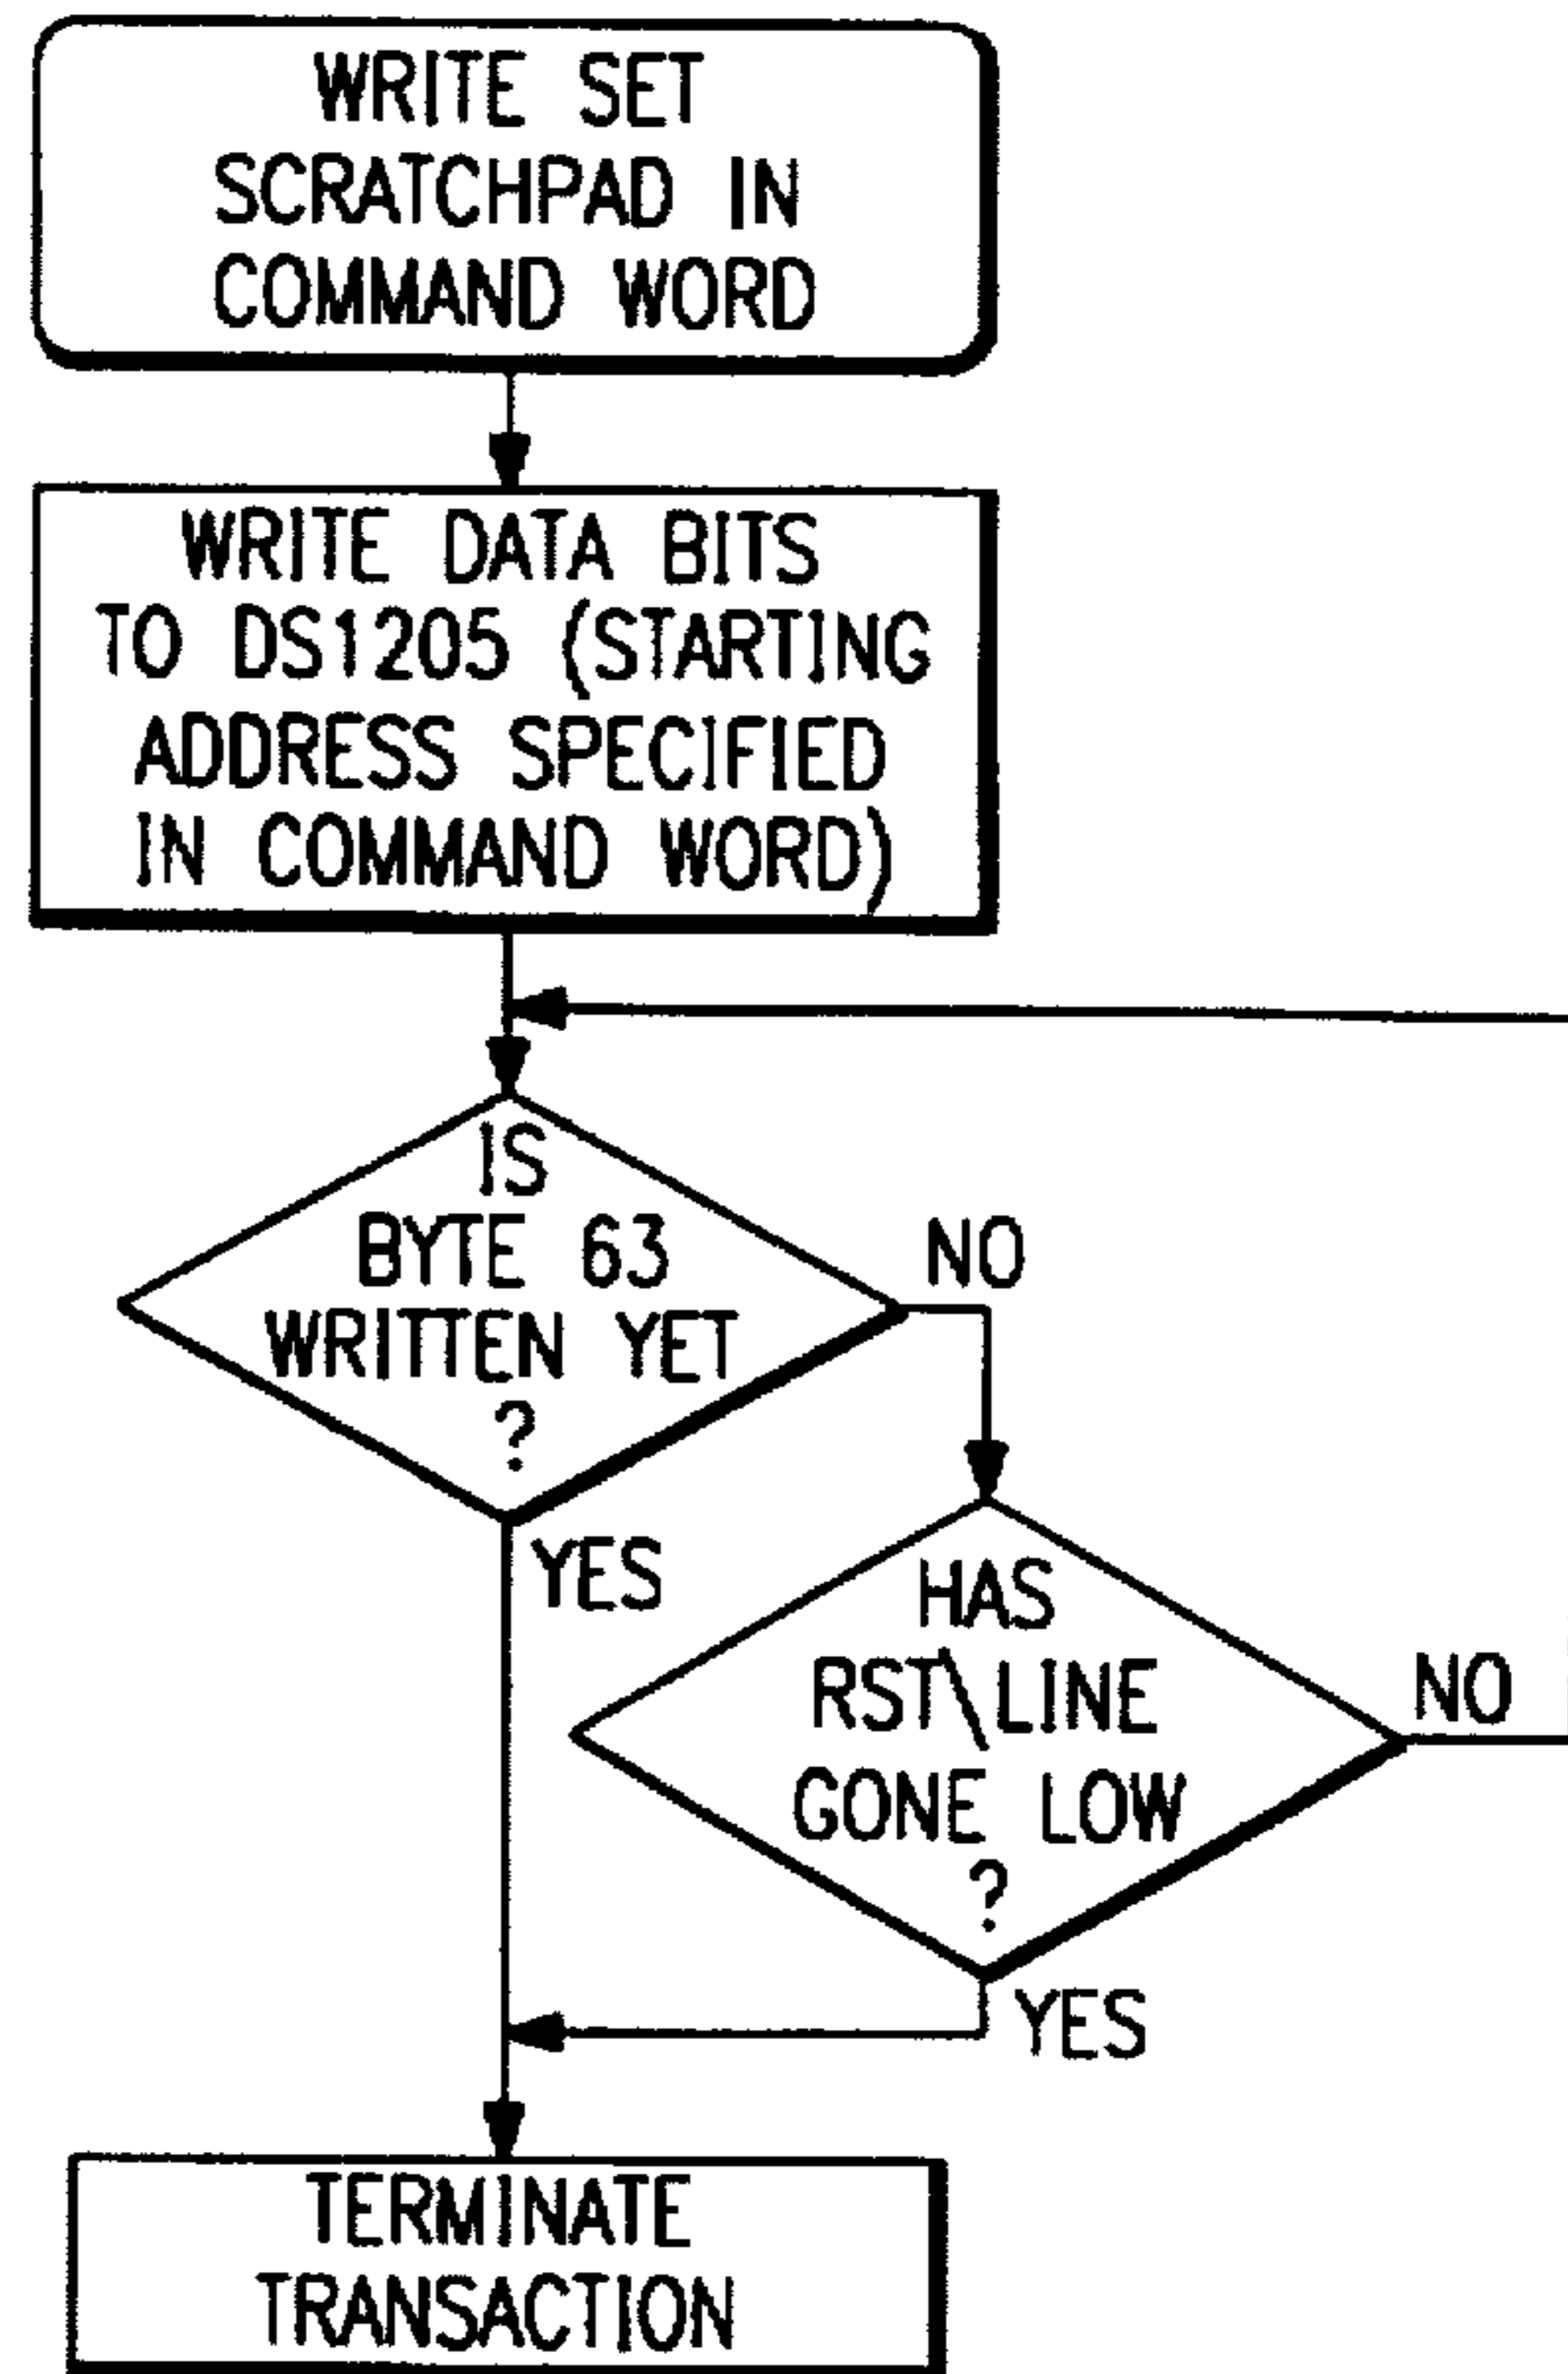 WRITE SET
SCRATCHPAD IN
COMMAND WORD
WRITE DATA BITS
TO DS1205 (STARTING
ADDRESS SPECIFIED
IN COMMAND WORD)
IS
BYTE 63
WRITTEN YET
?
NO
YES
HAS
RST\LINE
GONE LOW
?
NO
YES
TERMINATE
TRANSACTION